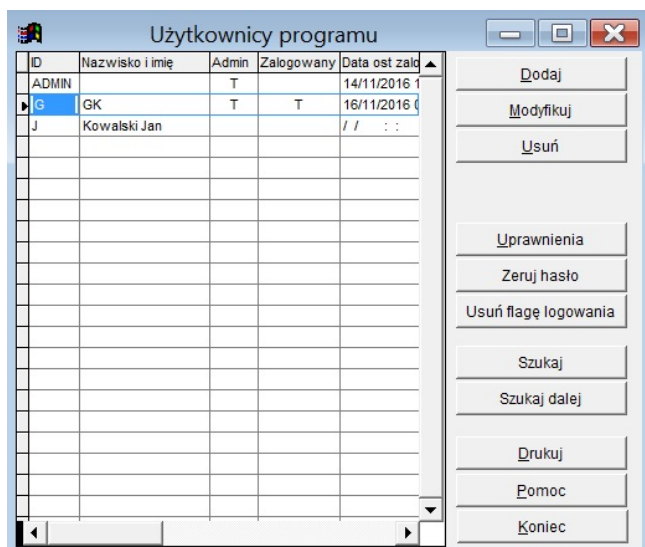 Użytkownicy programu
ID Nazwisko i imię Admin Zalogowany Data ost zalo
ADMIN T 14/11/2016 1
G GK T T 16/11/2016 0
J Kowalski Jan / / : :
Dodaj
Modyfikuj
Usuń
Uprawnienia
Zeruj hasło
Usuń flagę logowania
Szukaj
Szukaj dalej
Drukuj
Pomoc
Koniec